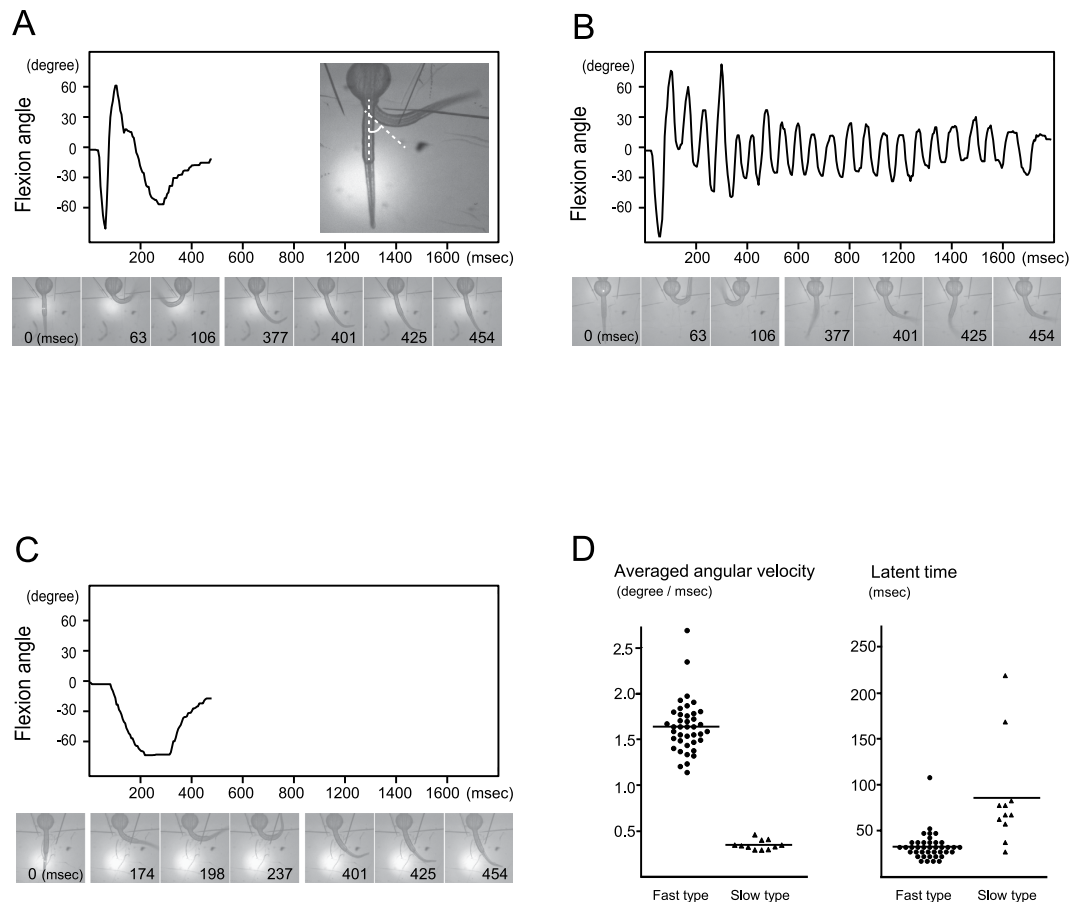 A
(degree)
Flexion angle
60
30
0
-30
-60
200 400 600 800 1000 1200 1400 1600 (msec)
0 (msec) 63 106 377 401 425 454
B
(degree)
Flexion angle
60
30
0
-30
-60
200 400 600 800 1000 1200 1400 1600 (msec)
0 (msec) 63 106 377 401 425 454
C
(degree)
Flexion angle
60
30
0
-30
-60
200 400 600 800 1000 1200 1400 1600 (msec)
0 (msec) 174 198 237 401 425 454
D
Averaged angular velocity
(degree / msec)
2.5
2.0
1.5
1.0
0.5
Fast type Slow type
Latent time
(msec)
250
200
150
100
50
Fast type Slow type